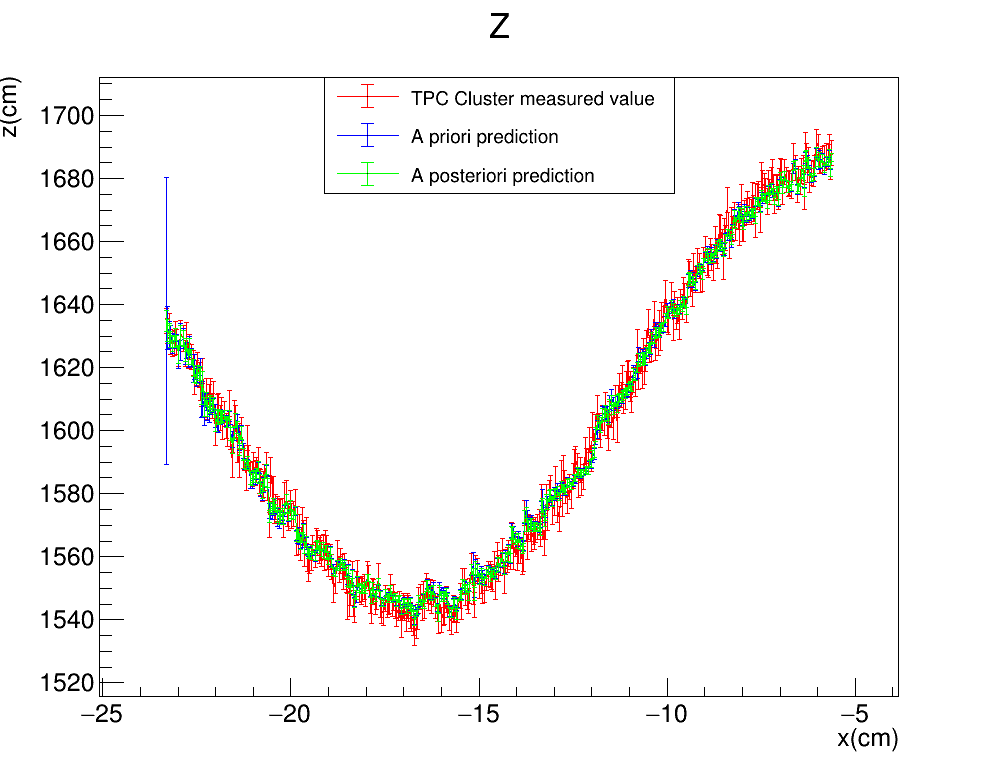 Z
z(cm)
TPC Cluster measured value
A priori prediction
A posteriori prediction
1700
1680
1660
1640
1620
1600
1580
1560
1540
1520
−25 −20 −15 −10 −5
x(cm)